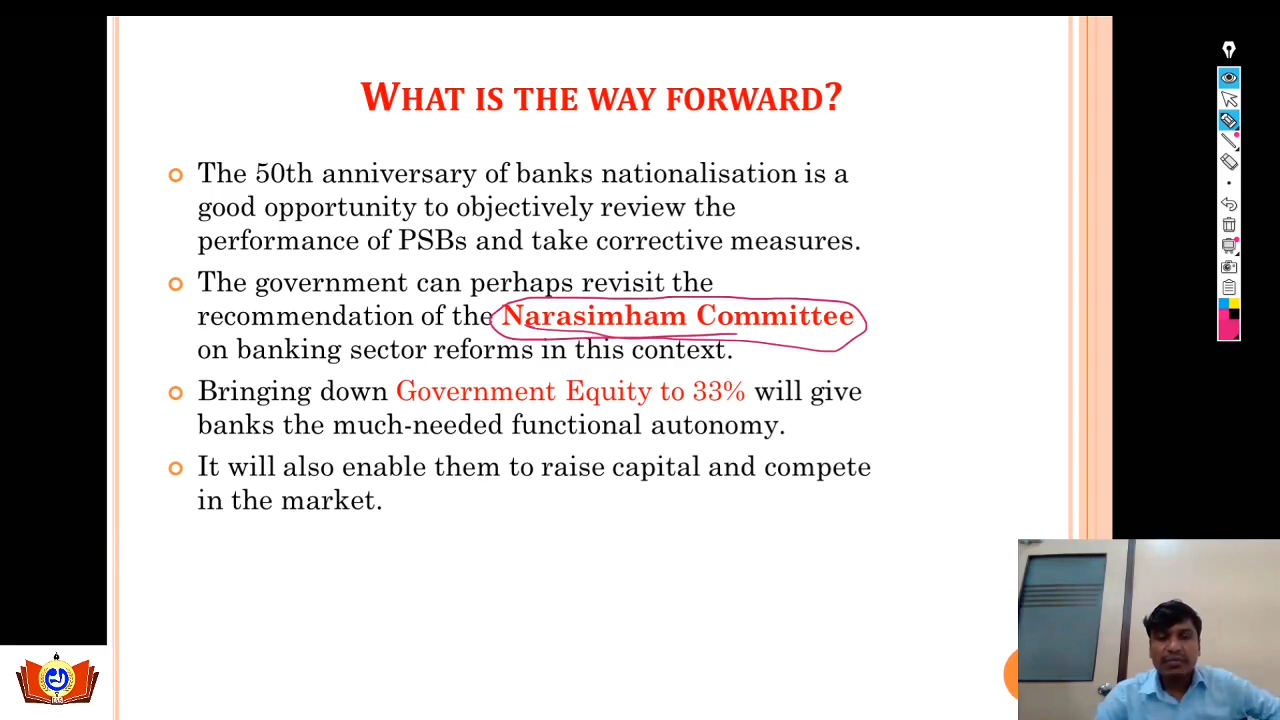 WHAT IS THE WAY FORWARD?
The 50th anniversary of banks nationalisation is a
good opportunity to objectively review the
performance of PSBs and take corrective measures.
The government can perhaps revisit the
recommendation of the Narasimham Committee
on banking sector reforms in this context.
Bringing down Government Equity to 33% will give
banks the much-needed functional autonomy.
It will also enable them to raise capital and compete
in the market.